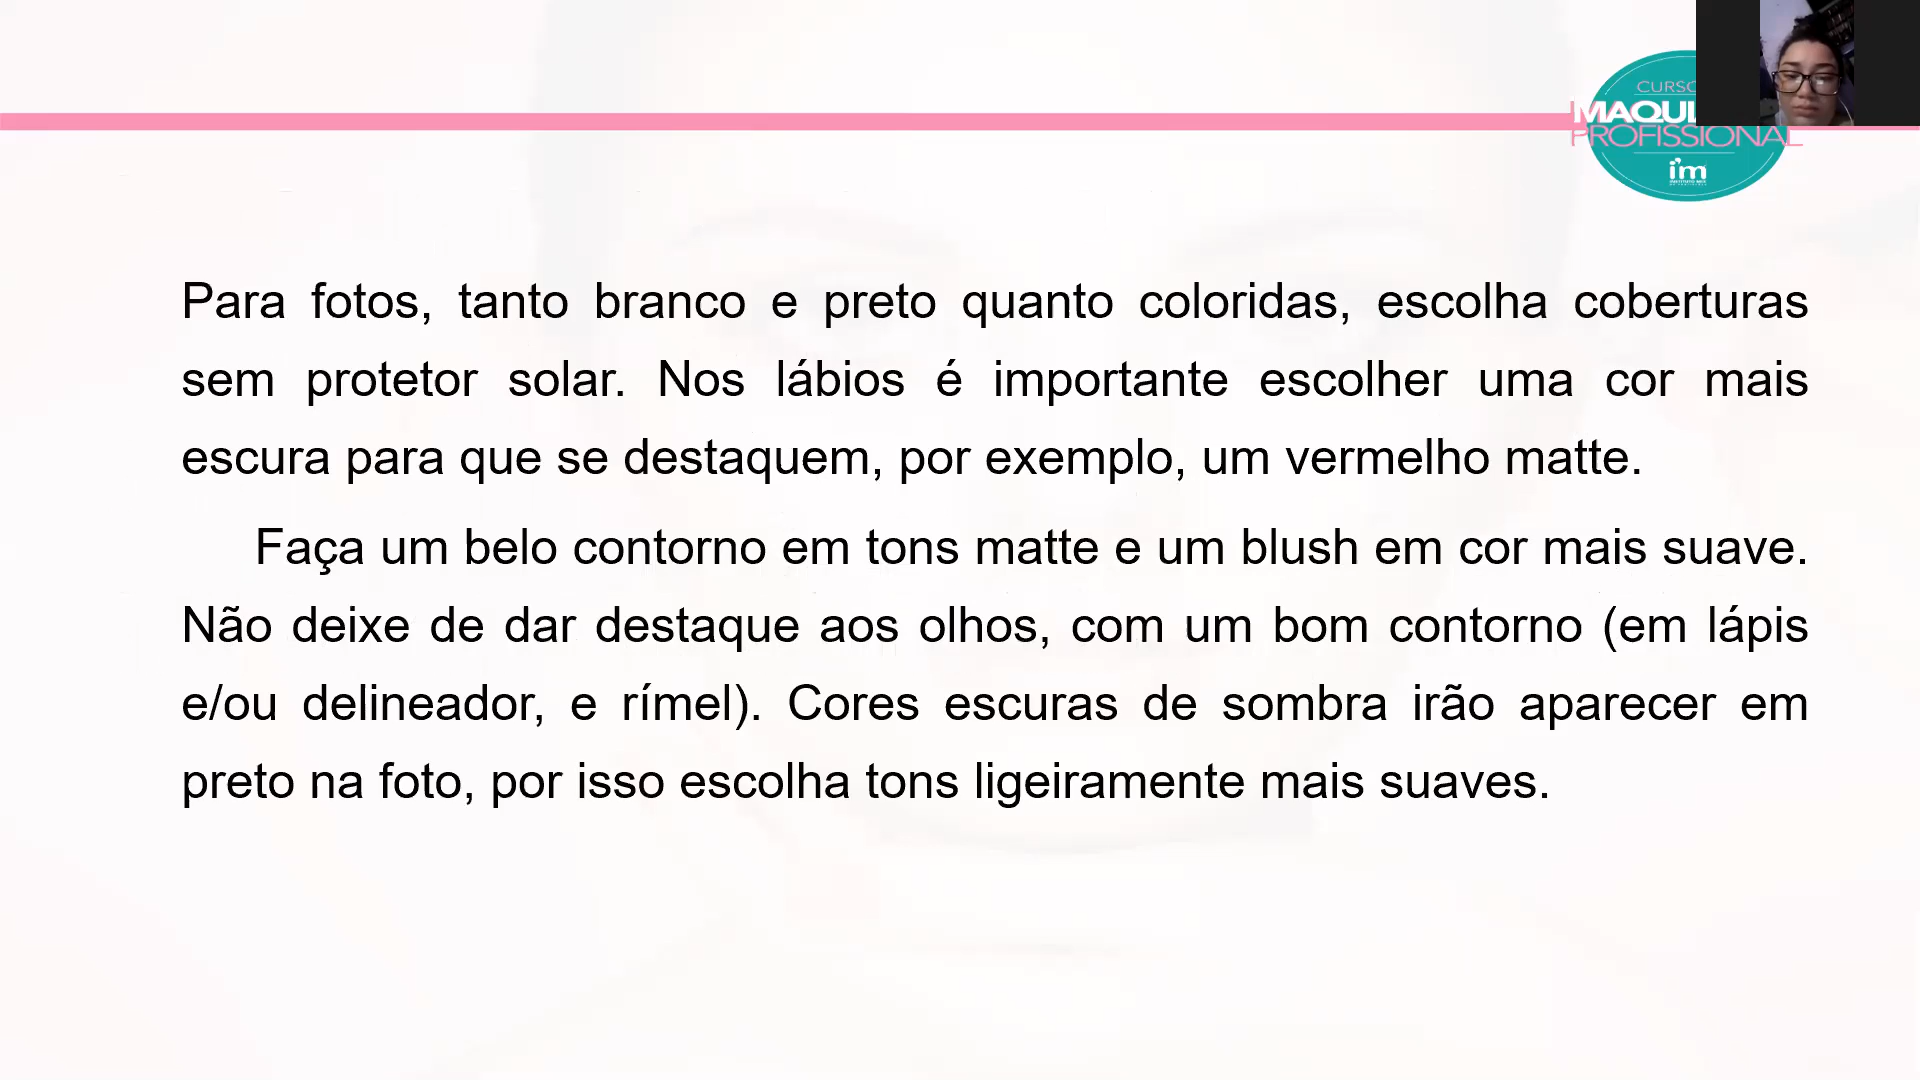 CURSO
MAQUI
PROFISSIONAL
im
Para fotos, tanto branco e preto quanto coloridas, escolha coberturas
sem protetor solar. Nos lábios é importante escolher uma cor mais
escura para que se destaquem, por exemplo, um vermelho matte.
Faça um belo contorno em tons matte e um blush em cor mais suave.
Não deixe de dar destaque aos olhos, com um bom contorno (em lápis
e/ou delineador, e rímel). Cores escuras de sombra irão aparecer em
preto na foto, por isso escolha tons ligeiramente mais suaves.